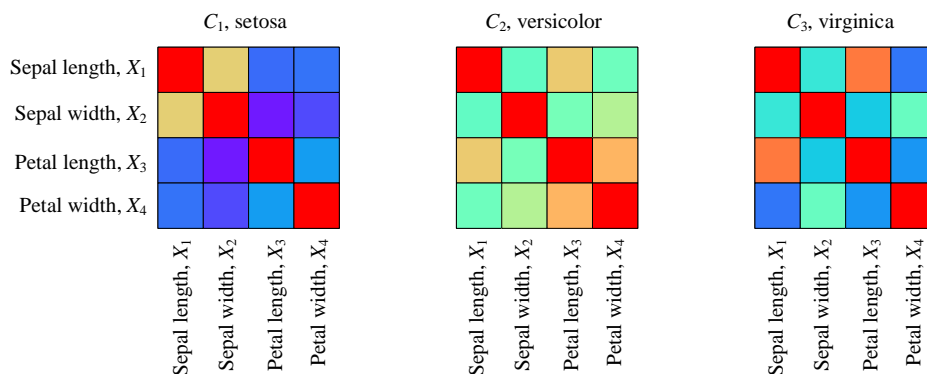 C1, setosa
C2, versicolor
C3, virginica
Sepal length, X1
Sepal width, X2
Petal length, X3
Petal width, X4
Sepal length, X1
Sepal width, X2
Petal length, X3
Petal width, X4
Sepal length, X1
Sepal width, X2
Petal length, X3
Petal width, X4
Sepal length, X1
Sepal width, X2
Petal length, X3
Petal width, X4